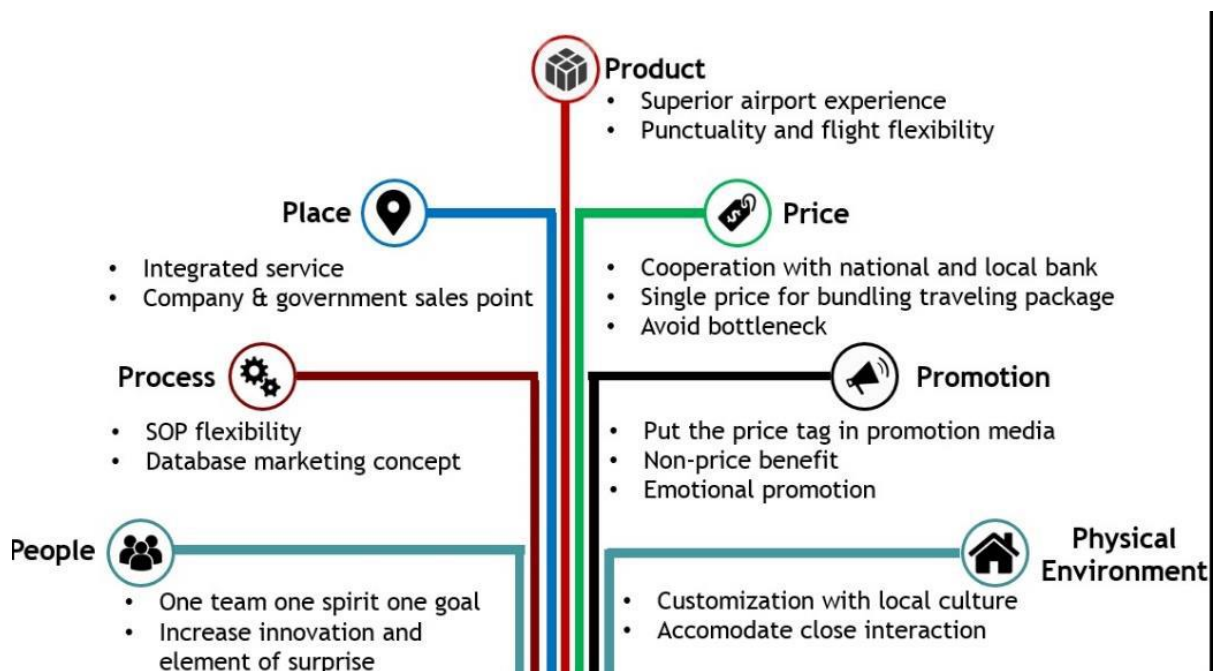 Product
• Superior airport experience
• Punctuality and flight flexibility
Place
• Integrated service
• Company & government sales point
Price
• Cooperation with national and local bank
• Single price for bundling traveling package
• Avoid bottleneck
Process
• SOP flexibility
• Database marketing concept
Promotion
• Put the price tag in promotion media
• Non-price benefit
• Emotional promotion
People
• One team one spirit one goal
• Increase innovation and
element of surprise
Physical
Environment
• Customization with local culture
• Accomodate close interaction